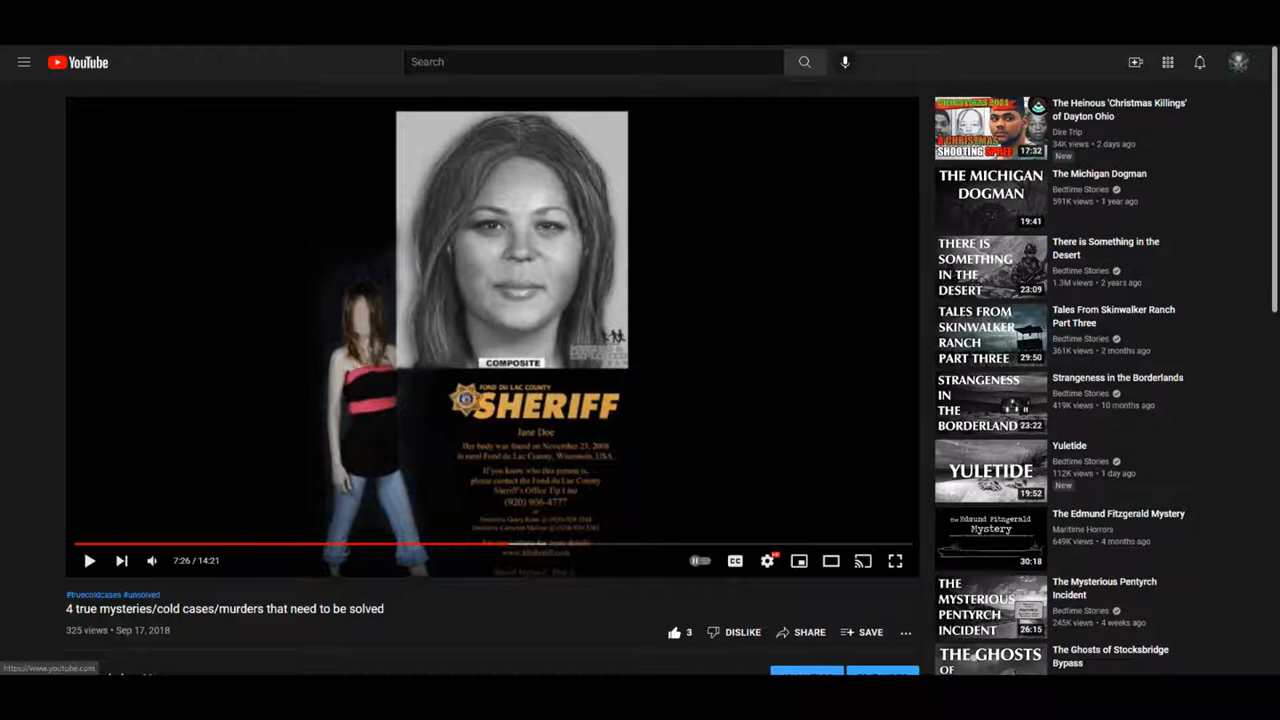 YouTube
Search
COMPOSITE
FOND DU LAC COUNTY
SHERIFF
Jane Doe
Her body was found on November 23, 2008
in rural Fond du Lac County, Wisconsin, USA.
If you know who this person is,
please contact the Fond du Lac County
Sheriff's Office Tip Line
(920) 906-4777
or
7:26 / 14:21
CC
#truecoldcases #unsolved
4 true mysteries/cold cases/murders that need to be solved
325 views • Sep 17, 2018
3
DISLIKE
SHARE
SAVE
https://www.youtube.com
CHRISTMAS 2021
CHRISTMAS
SHOOTING SPREE
17:32
The Heinous 'Christmas Killings'
of Dayton Ohio
Dire Trip
34K views • 2 days ago
New
THE MICHIGAN
DOGMAN
19:41
The Michigan Dogman
Bedtime Stories
591K views • 1 year ago
THERE IS
SOMETHING
IN THE
DESERT
23:09
There is Something in the
Desert
Bedtime Stories
1.3M views • 2 years ago
TALES FROM
SKINWALKER
RANCH
PART THREE
29:50
Tales From Skinwalker Ranch
Part Three
Bedtime Stories
361K views • 2 months ago
STRANGENESS
IN
THE
BORDERLAND
23:22
Strangeness in the Borderlands
Bedtime Stories
419K views • 10 months ago
YULETIDE
19:52
Yuletide
Bedtime Stories
112K views • 1 day ago
New
The Edmund Fitzgerald
Mystery
30:18
The Edmund Fitzgerald Mystery
Maritime Horrors
649K views • 4 months ago
THE
MYSTERIOUS
PENTYRCH
INCIDENT
26:15
The Mysterious Pentyrch
Incident
Bedtime Stories
245K views • 4 weeks ago
THE GHOSTS
OF
The Ghosts of Stocksbridge
Bypass